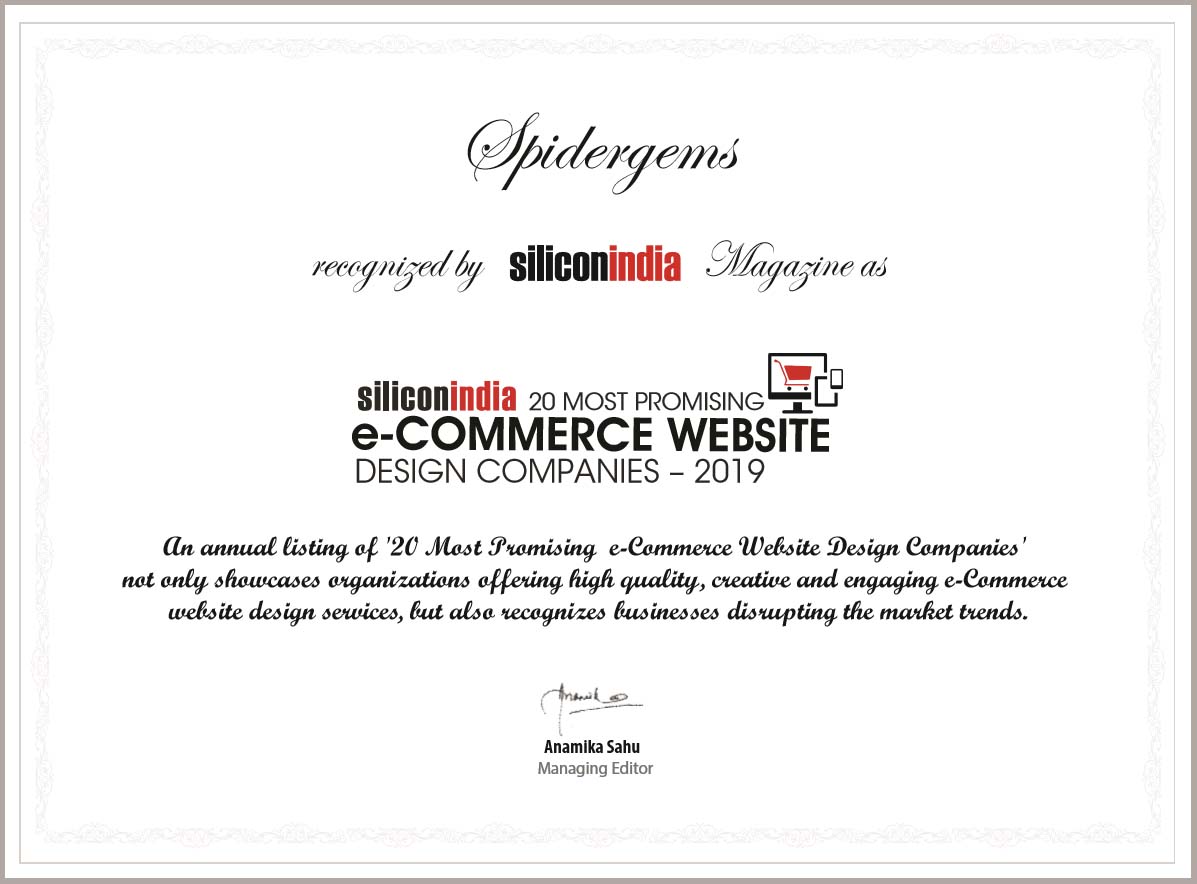 Spidergems
recognized by siliconindia Magazine as
siliconindia 20 MOST PROMISING
e-COMMERCE WEBSITE
DESIGN COMPANIES – 2019
An annual listing of '20 Most Promising e-Commerce Website Design Companies'
not only showcases organizations offering high quality, creative and engaging e-Commerce
website design services, but also recognizes businesses disrupting the market trends.
Anamika Sahu
Managing Editor